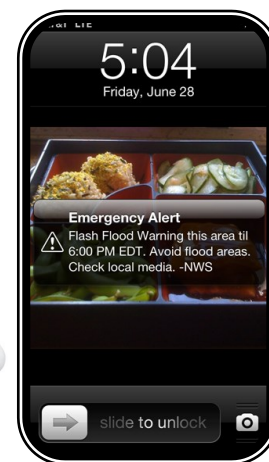 5:04
Friday, June 28
Emergency Alert
Flash Flood Warning this area til
6:00 PM EDT. Avoid flood areas.
Check local media. -NWS
slide to unlock